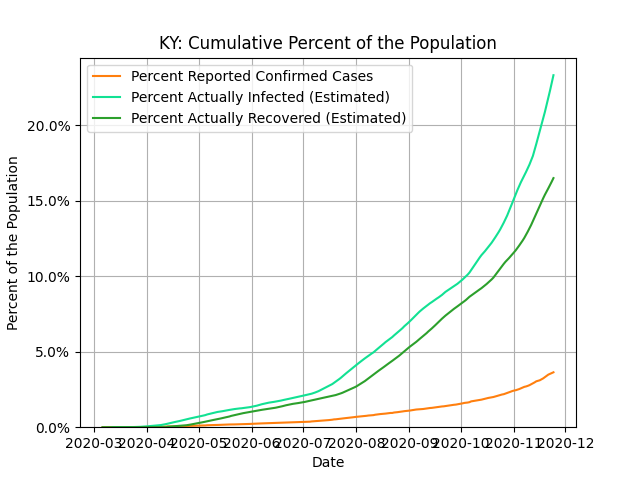 KY: Cumulative Percent of the Population
Percent Reported Confirmed Cases
Percent Actually Infected (Estimated)
Percent Actually Recovered (Estimated)
Percent of the Population
20.0%
15.0%
10.0%
5.0%
0.0%
2020-03 2020-04 2020-05 2020-06 2020-07 2020-08 2020-09 2020-10 2020-11 2020-12
Date